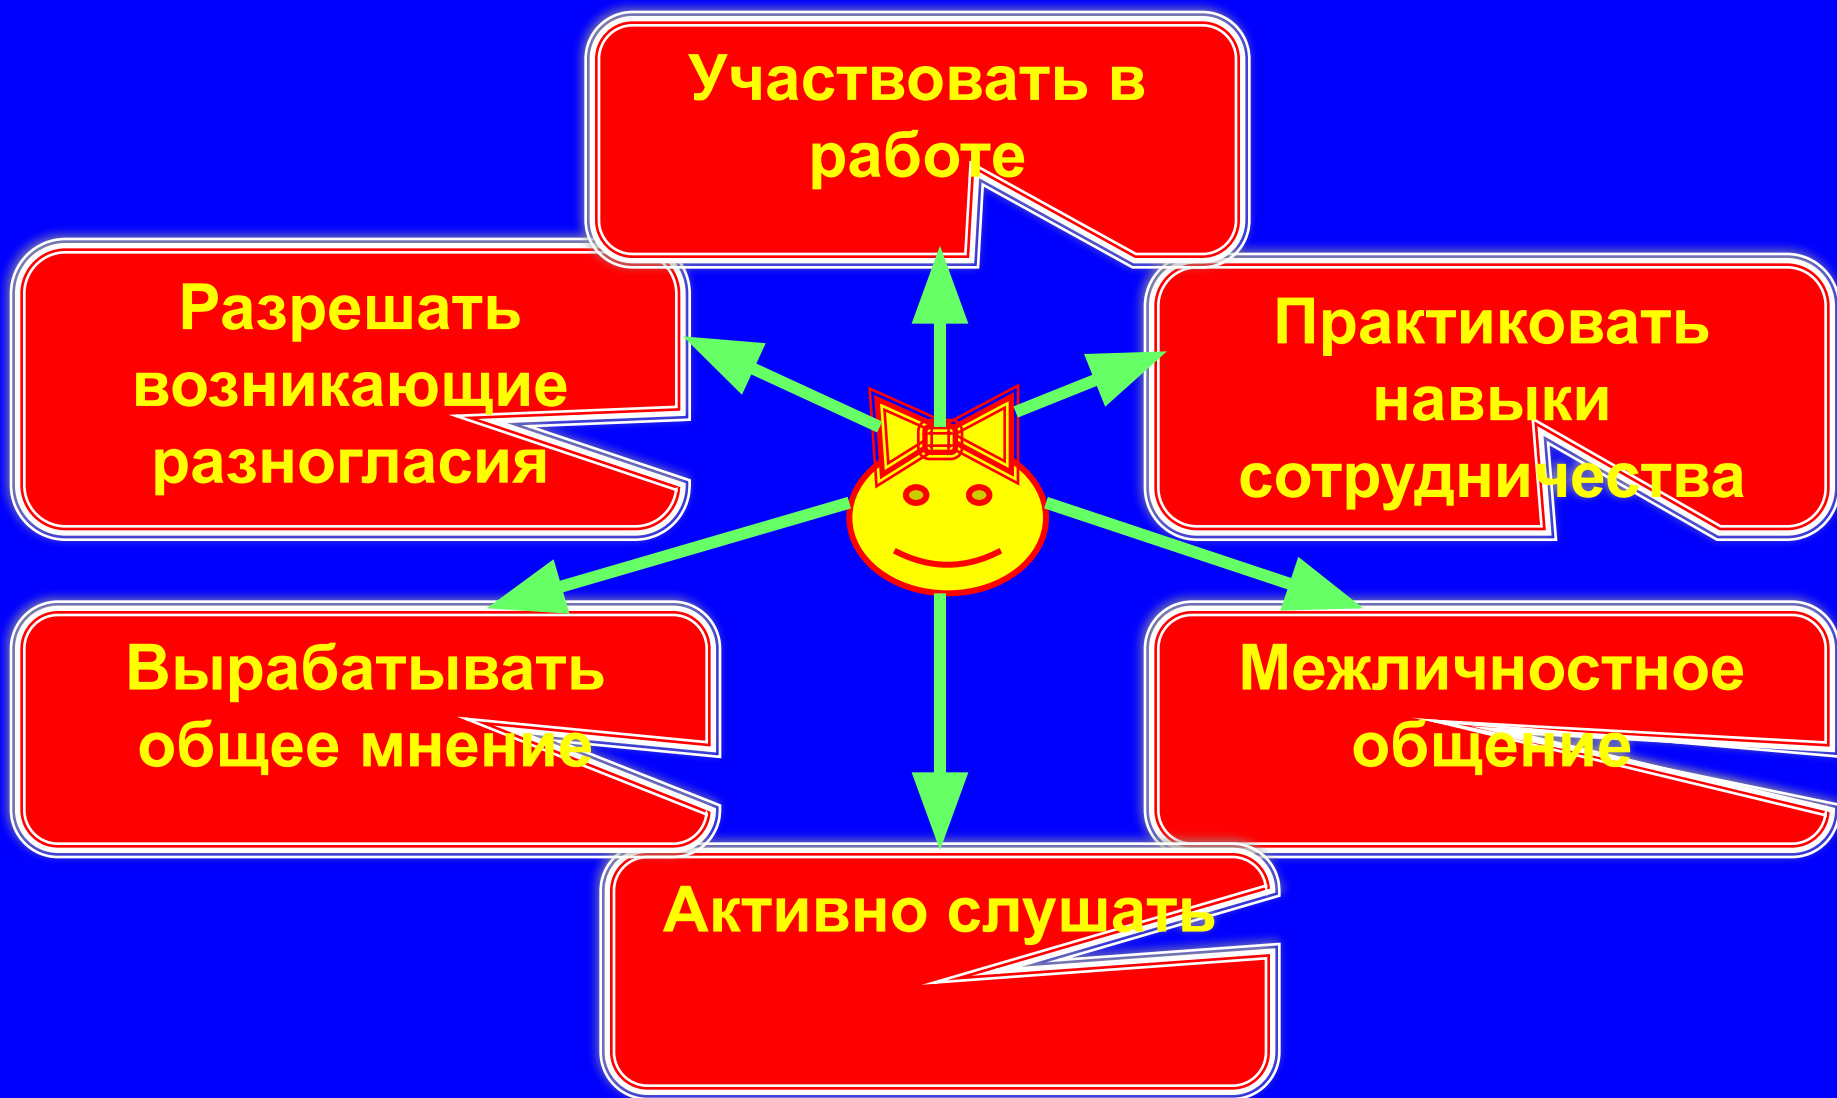 Участвовать в
работе
Разрешать
возникающие
разногласия
Практиковать
навыки
сотрудничества
Вырабатывать
общее мнение
Межличностное
общение
Активно слушать